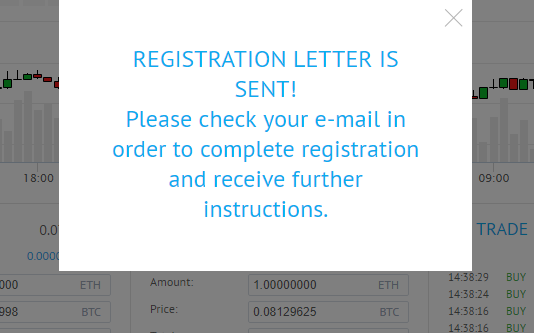 REGISTRATION LETTER IS
SENT!
Please check your e-mail in
order to complete registration
and receive further
instructions.
18:00
09:00
0.0
TRADE
0.0000
000 ETH
Amount: 1.00000000 ETH
998 BTC
Price: 0.08129625 BTC
14:38:29 BUY
14:38:24 BUY
14:38:16 BUY
14:38:16 BUY